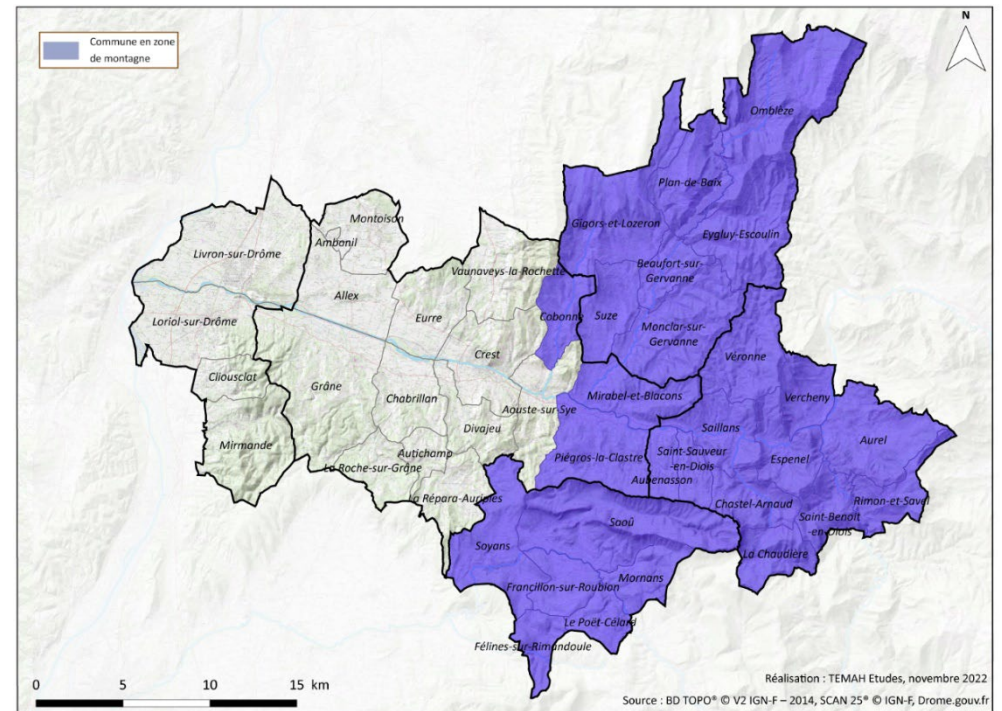 Commune en zone
de montagne
N
Omblèze
Plan-de-Baix
Montoison
Gigors-et-Lozeron
Ambonil
Eygluy-Escoulin
Livron-sur-Drôme
Vaunaveys-la-Rochette
Beaufort-sur-
Gervanne
Allex
Eurre
Cobonne
Suze
Loriol-sur-Drôme
Monclar-sur-
Gervanne
Crest
Véronne
Cliousclat
Grâne
Chabrillan
Mirabel-et-Blacons
Vercheny
Aouste-sur-Sye
Divajeu
Saillans
Aurel
Mirmande
Autichamp
Piégros-la-Clastre
Saint-Sauveur
-en-Diois
Espenel
La Roche-sur-Grâne
Aubenasson
La Répara-Auriples
Chastel-Arnaud
Rimon-et-Savel
Saint-Benoit
-en-Diois
Saoû
Soyans
La Chaudière
Mornans
Francillon-sur-Roubion
Le Poët-Célard
Félines-sur-Rimandoule
0 5 10 15 km
Réalisation : TEMAH Etudes, novembre 2022
Source : BD TOPO® © V2 IGN-F – 2014, SCAN 25® © IGN-F, Drome.gouv.fr